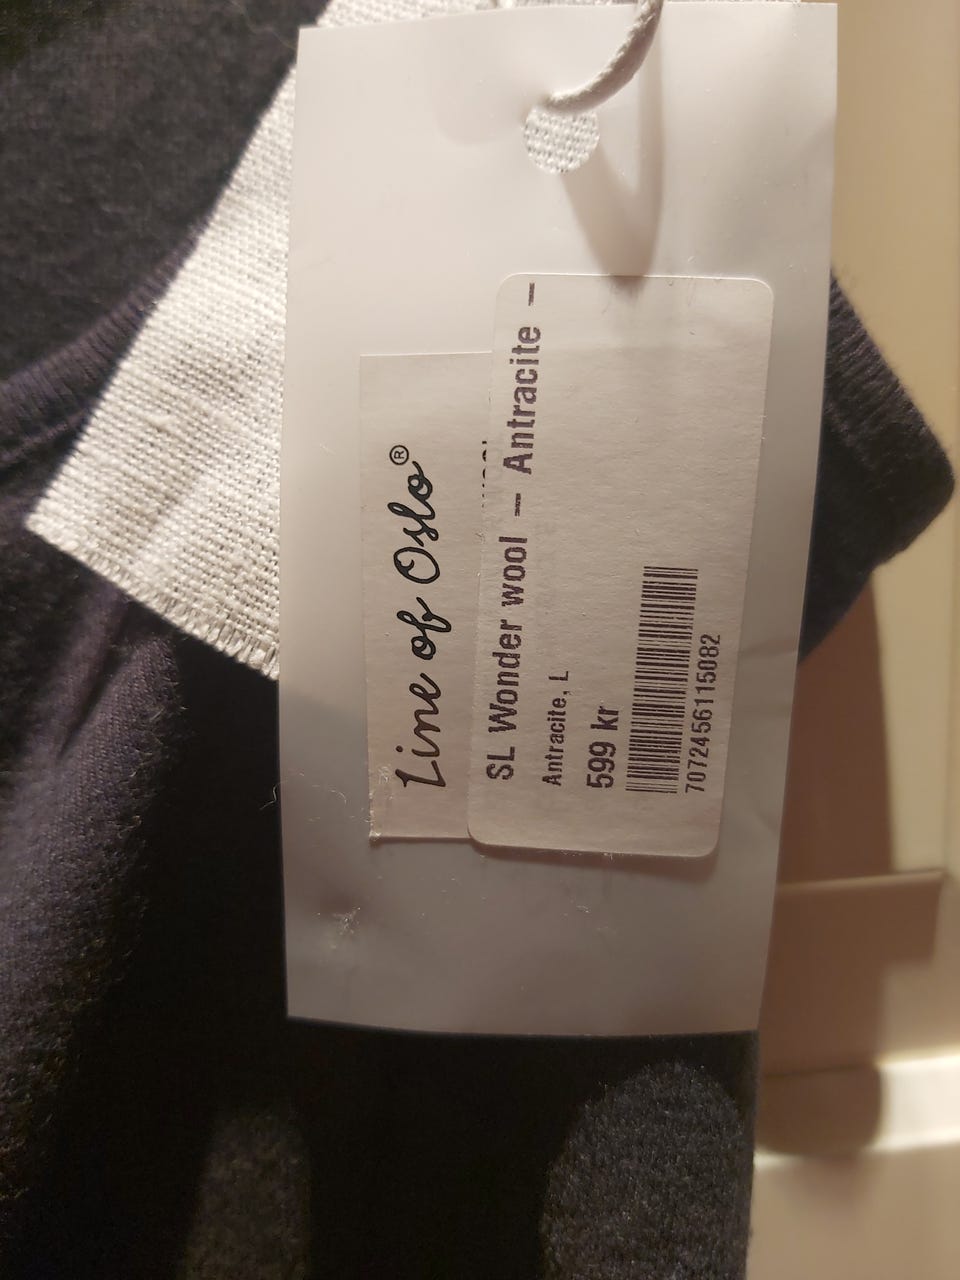 Line of Oslo®
SL Wonder wool — Antracite –
Antracite, L
599 kr
7072456115082